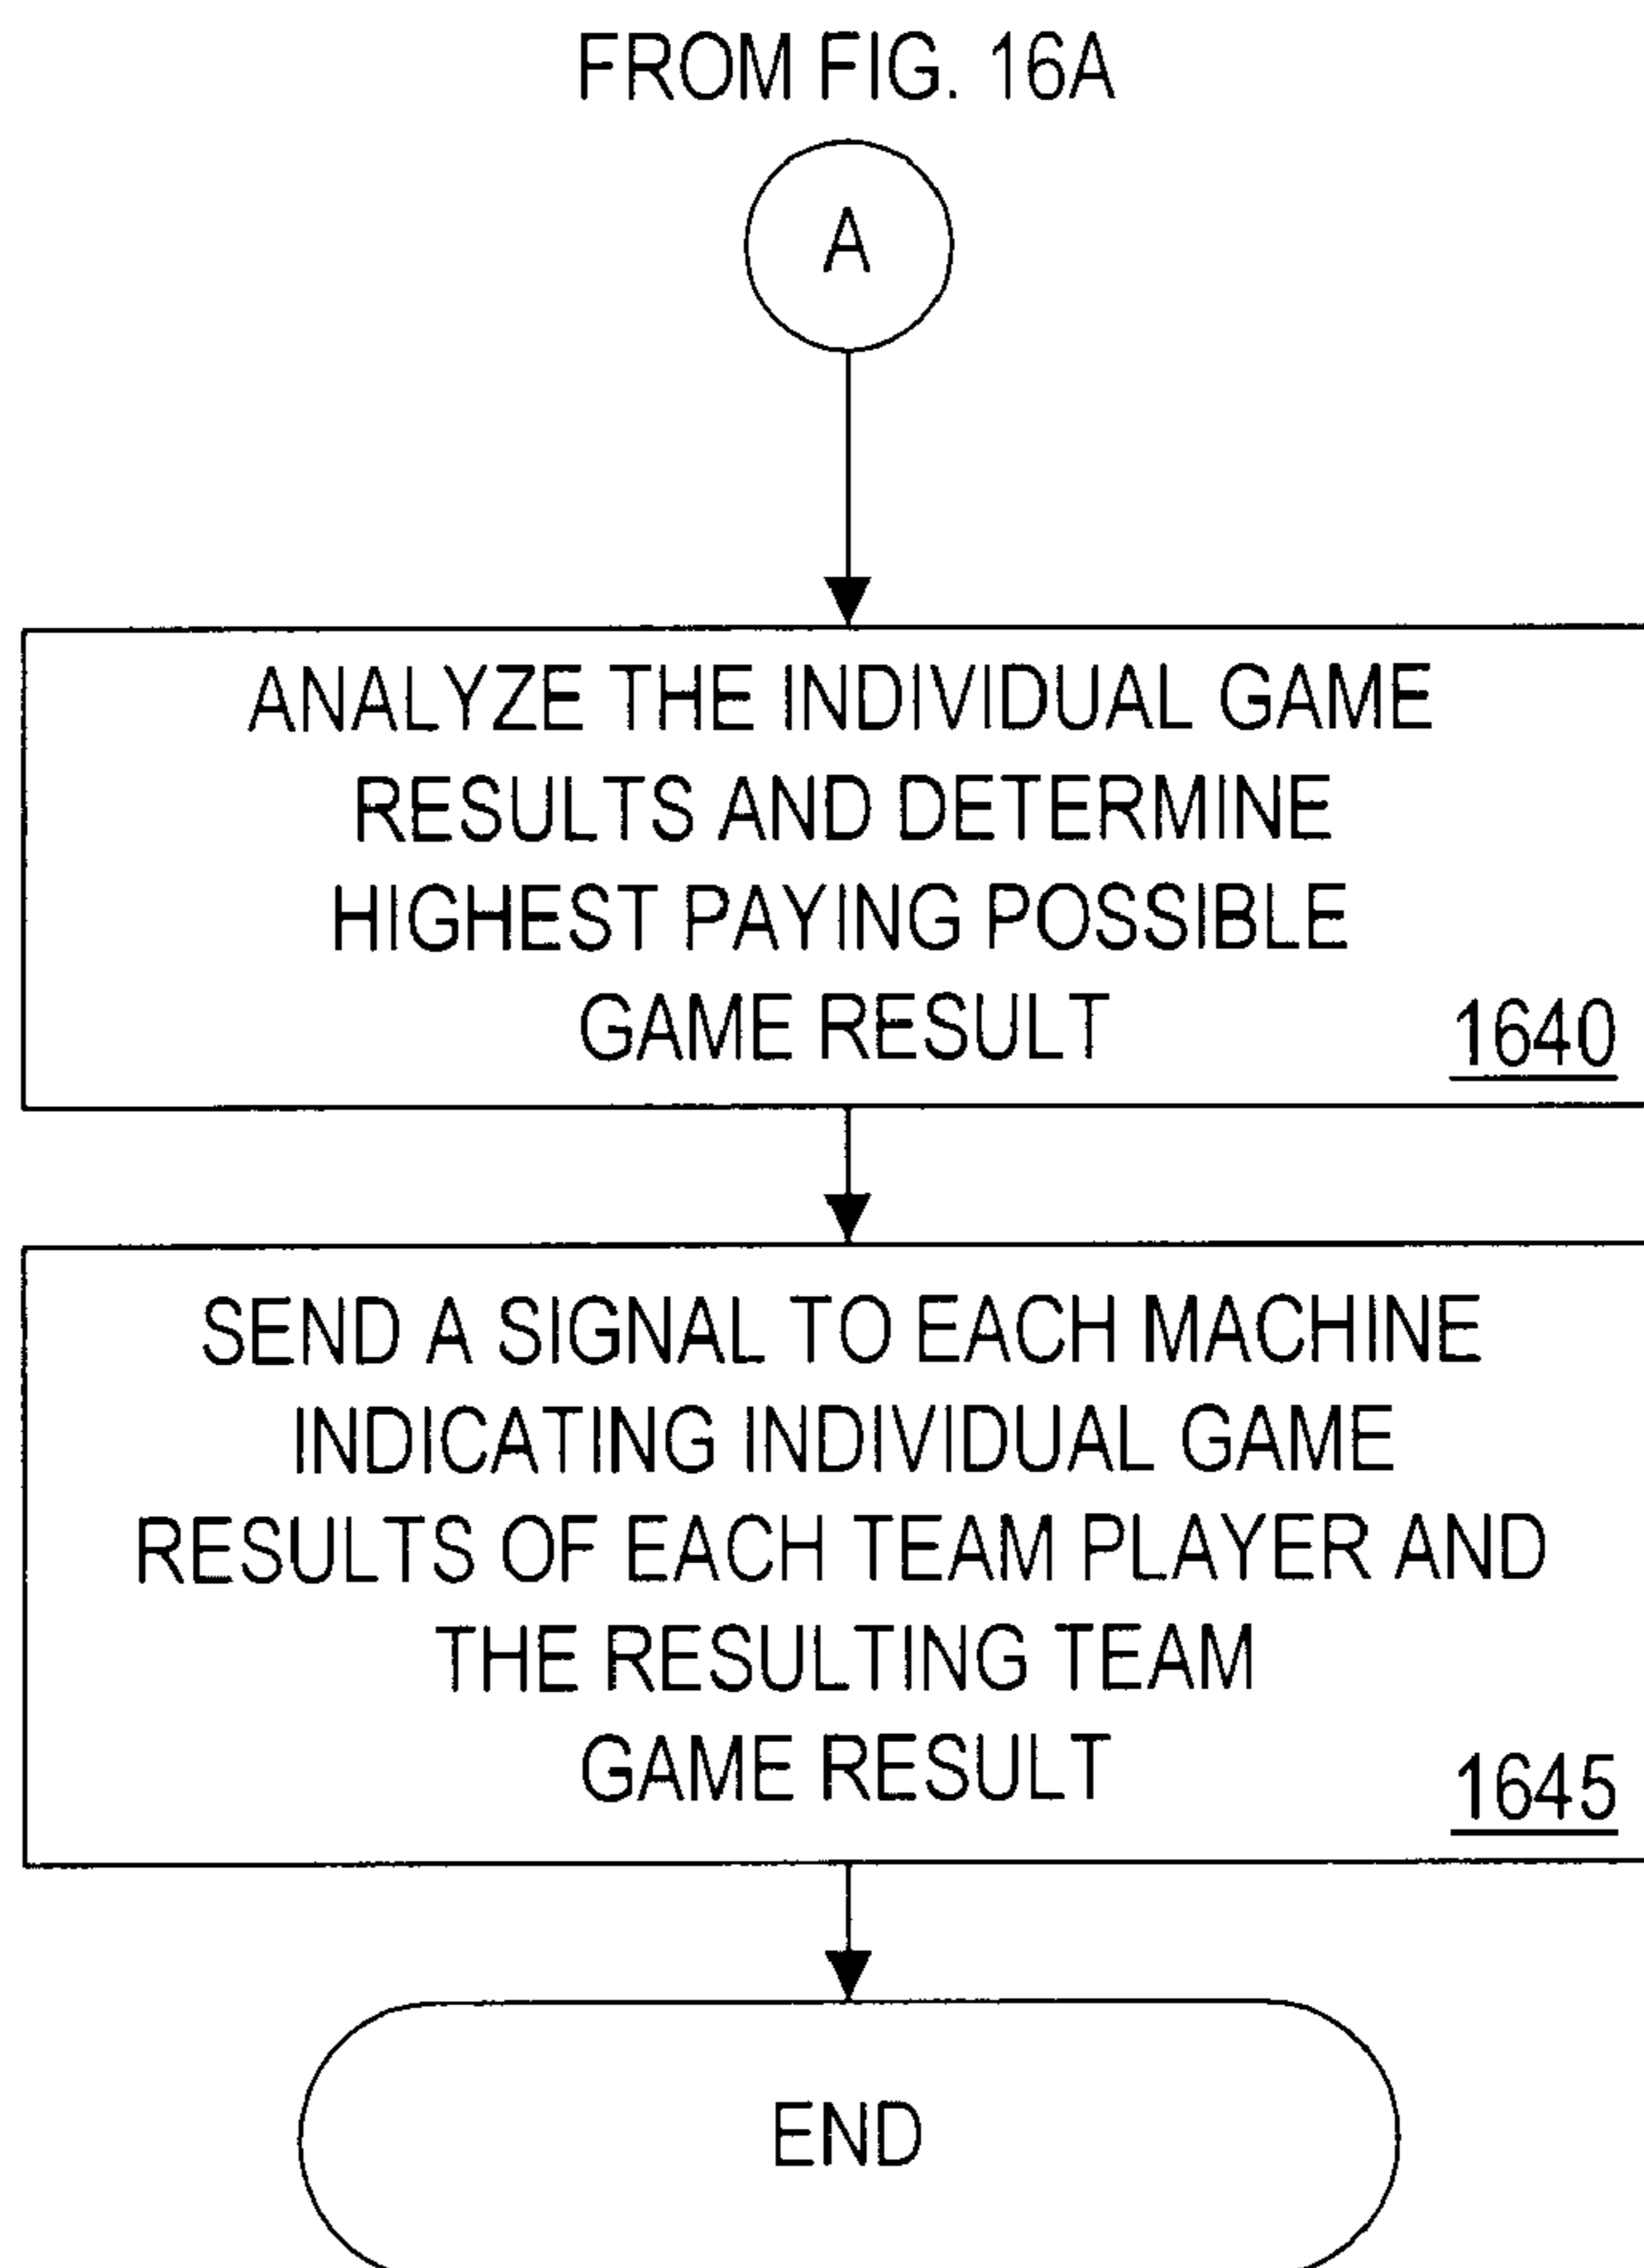 FROM FIG. 16A
A
ANALYZE THE INDIVIDUAL GAME
RESULTS AND DETERMINE
HIGHEST PAYING POSSIBLE
GAME RESULT
1640
SEND A SIGNAL TO EACH MACHINE
INDICATING INDIVIDUAL GAME
RESULTS OF EACH TEAM PLAYER AND
THE RESULTING TEAM
GAME RESULT
1645
END